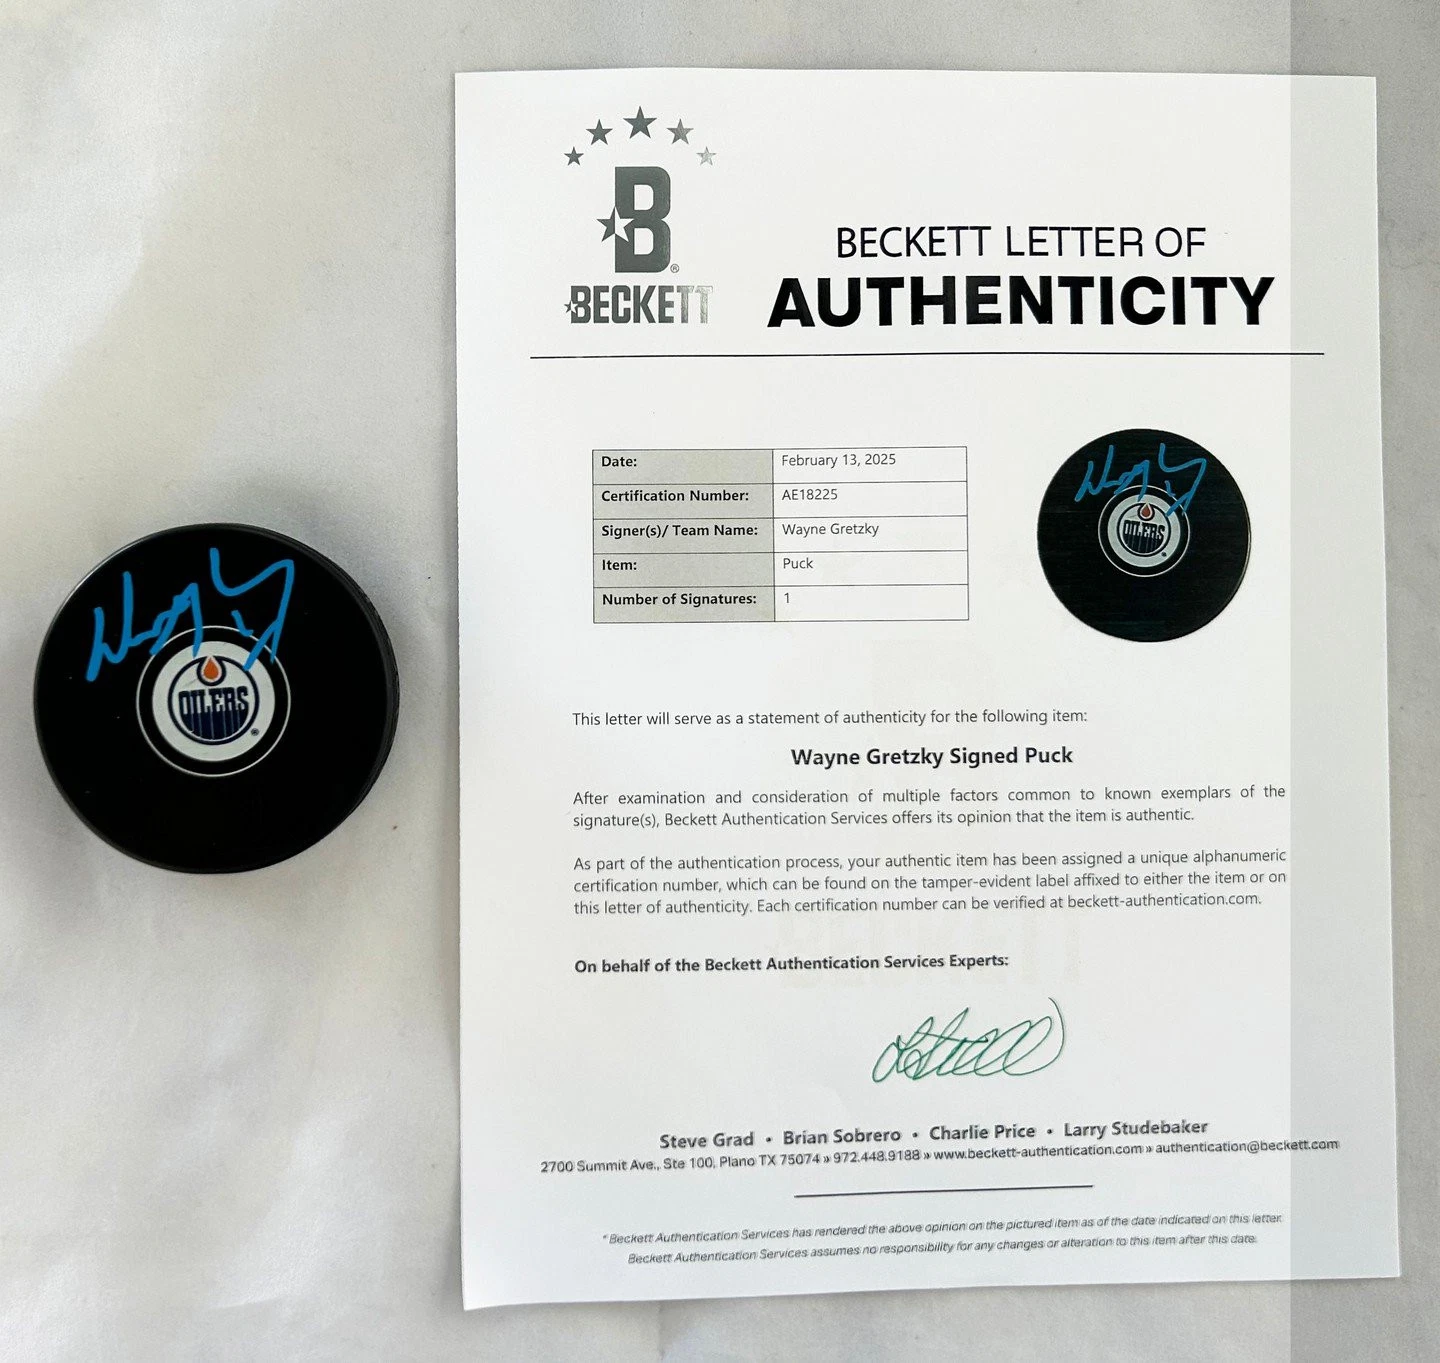 OILERS
B
BECKETT
BECKETT LETTER OF
AUTHENTICITY
Date: February 13, 2025
Certification Number: AE18225
Signer(s)/ Team Name: Wayne Gretzky
Item: Puck
Number of Signatures: 1
OILERS
This letter will serve as a statement of authenticity for the following item:
Wayne Gretzky Signed Puck
After examination and consideration of multiple factors common to known exemplars of the
signature(s), Beckett Authentication Services offers its opinion that the item is authentic.
As part of the authentication process, your authentic item has been assigned a unique alphanumeric
certification number, which can be found on the tamper-evident label affixed to either the item or on
this letter of authenticity. Each certification number can be verified at beckett-authentication.com.
On behalf of the Beckett Authentication Services Experts:
Steve Grad • Brian Sobrero • Charlie Price • Larry Studebaker
2700 Summit Ave., Ste 100, Plano TX 75074 » 972.448.9188 » www.beckett-authentication.com » authentication@beckett.com
* Beckett Authentication Services has rendered the above opinion on the pictured item as of the date indicated on this letter.
Beckett Authentication Services assumes no responsibility for any changes or alteration to this item after this date.